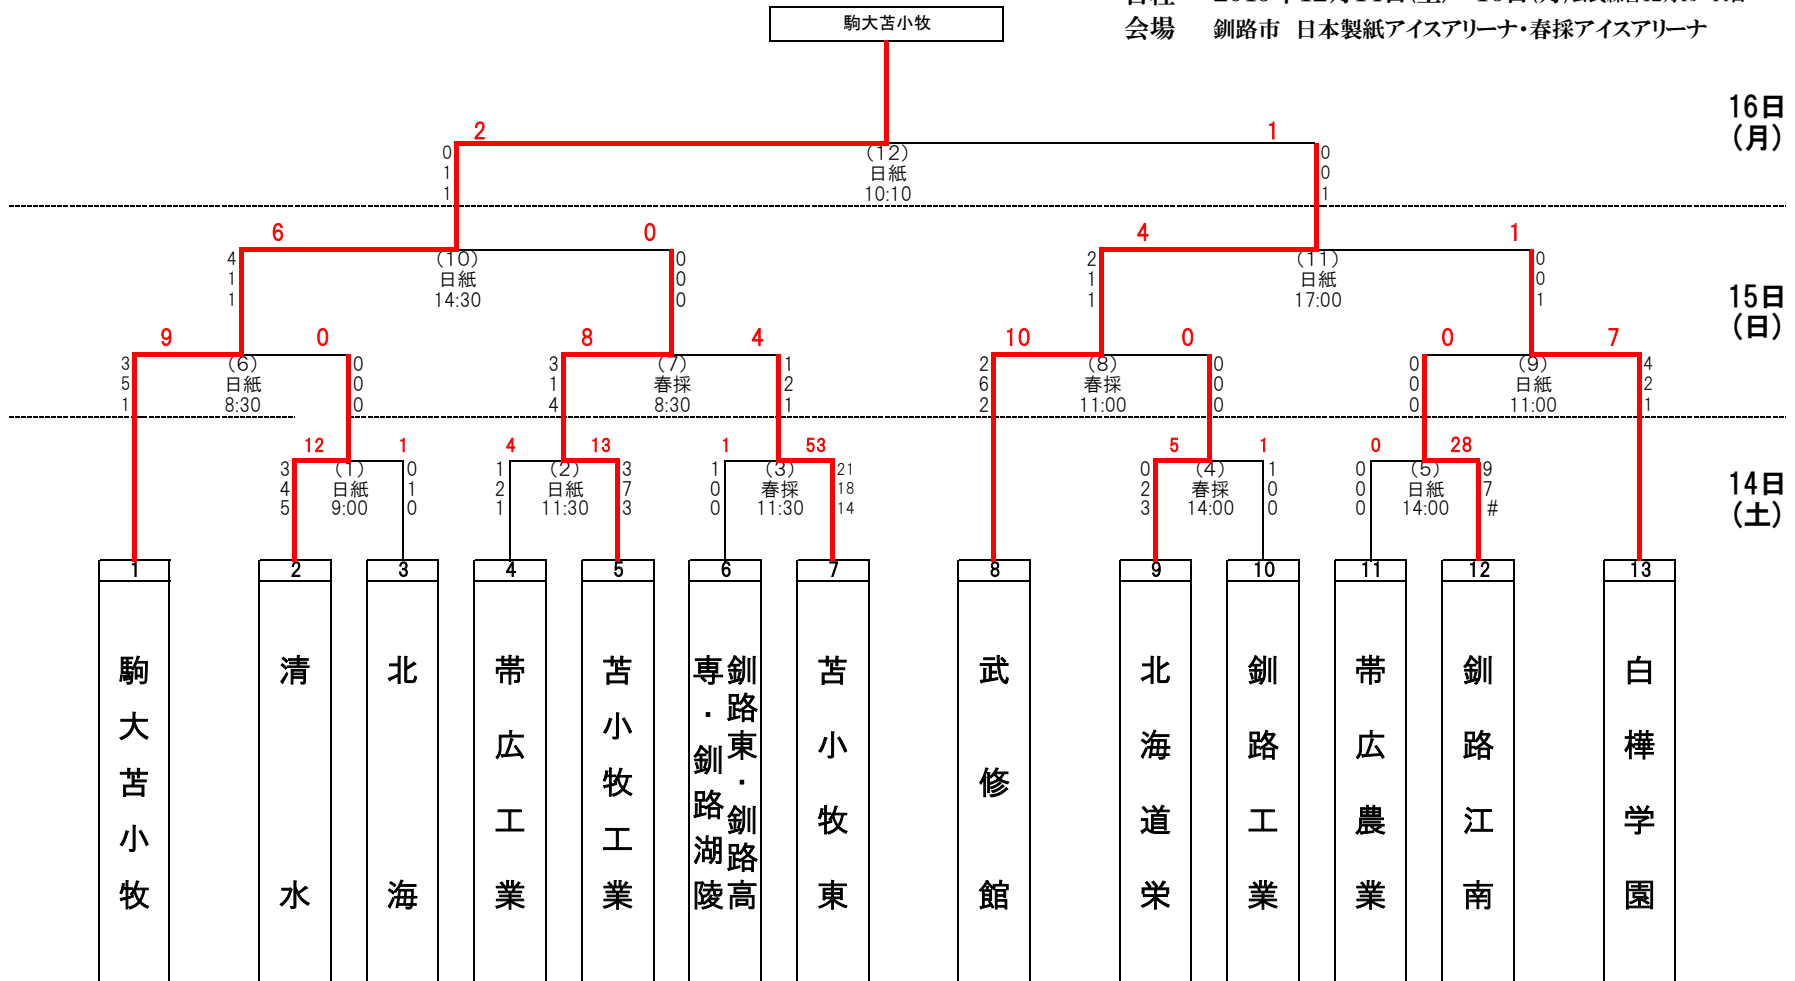 駒大苫小牧
会場 釧路市 日本製紙アイスアリーナ・春採アイスアリーナ
16日
(月)
2 1
0 (12) 0
1 日紙 0
1 10:10 1
6 0 4 1
4 (10) 0 2 (11) 0
1 日紙 0 1 日紙 0
1 14:30 0 1 17:00 1
15日
(日)
9 0 8 4 10 0 0 7
3 (6) 0 3 (7) 1 2 (8) 0 0 (9) 4
5 日紙 0 1 春採 2 6 春採 0 0 日紙 2
1 8:30 0 4 8:30 1 2 11:00 0 0 11:00 1
12 1 4 13 1 53 5 1 0 28
3 (1) 0 1 (2) 3 1 (3) 21 0 (4) 1 0 (5) 9
4 日紙 1 2 日紙 7 0 春採 18 2 春採 0 0 日紙 7
5 9:00 0 1 11:30 3 0 11:30 14 3 14:00 0 0 14:00 #
14日
(土)
1 2 3 4 5 6 7 8 9 10 11 12 13
駒大苫小牧
清水
北海
帯広工業
苫小牧工業
釧路東・釧路高
専・釧路湖陵
苫小牧東
武修館
北海道栄
釧路工業
帯広農業
釧路江南
白樺学園